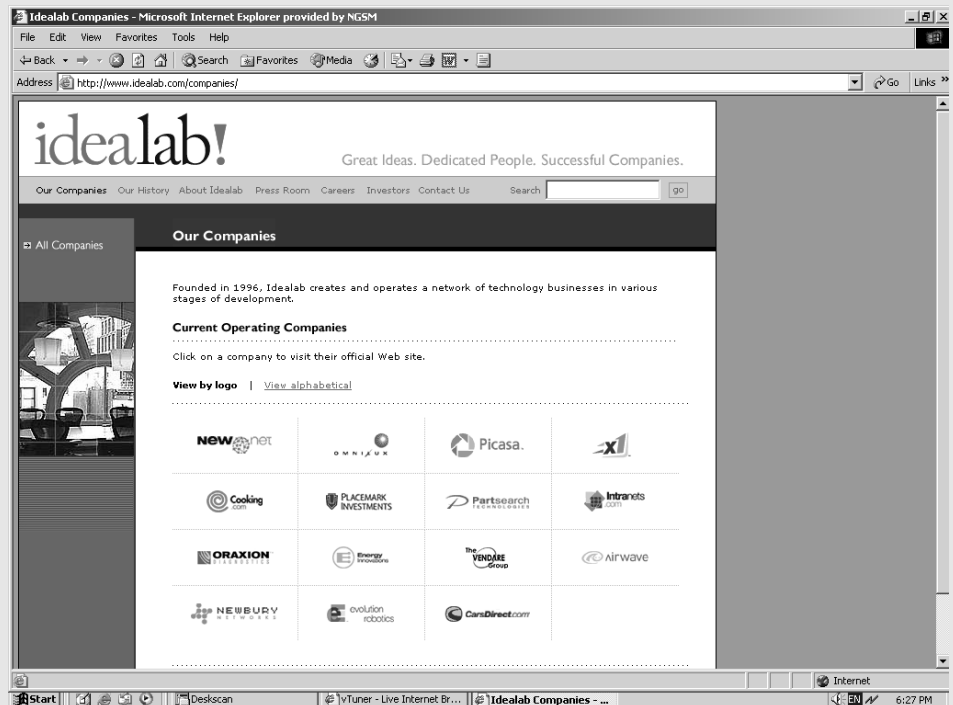 Idealab Companies - Microsoft Internet Explorer provided by NGSM
File Edit View Favorites Tools Help
Back Search Favorites Media
Address http://www.idealab.com/companies/ Go Links »
idealab!
Great Ideas. Dedicated People. Successful Companies.
Our Companies Our History About Idealab Press Room Careers Investors Contact Us Search go
All Companies
Our Companies
Founded in 1996, Idealab creates and operates a network of technology businesses in various
stages of development.
Current Operating Companies
Click on a company to visit their official Web site.
View by logo | View alphabetical
New.net
OMNILUX
Picasa.
x1
Cooking
.com
PLACEMARK
INVESTMENTS
Partsearch
TECHNOLOGIES
Intranets
.com
ORAXION
DIAGNOSTICS
Energy
Innovations
The
VENDARE
Group
AIRWAVE
NEWBURY
NETWORKS
evolution
robotics
CarsDirect.com
Internet
Start Deskscan vTuner - Live Internet Br... Idealab Companies - ... EN 6:27 PM